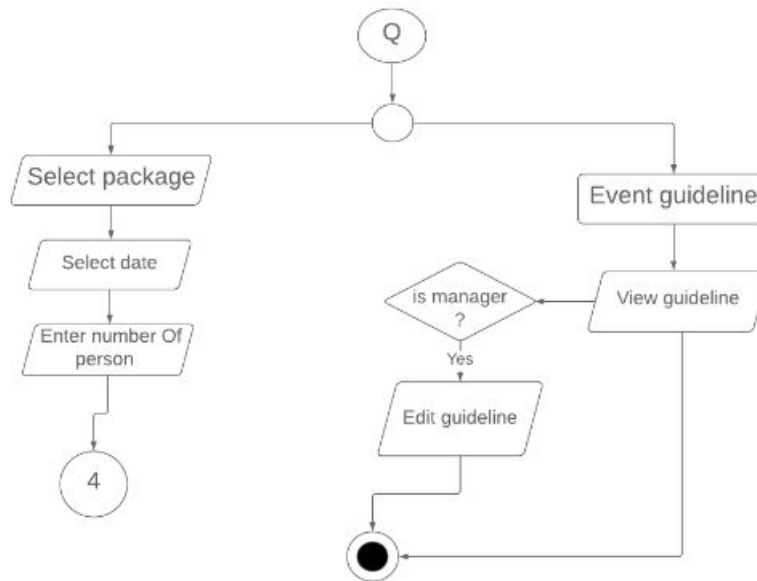 Q
Select package
Event guideline
Select date
View guideline
is manager
?
Enter number Of
person
Yes
Edit guideline
4